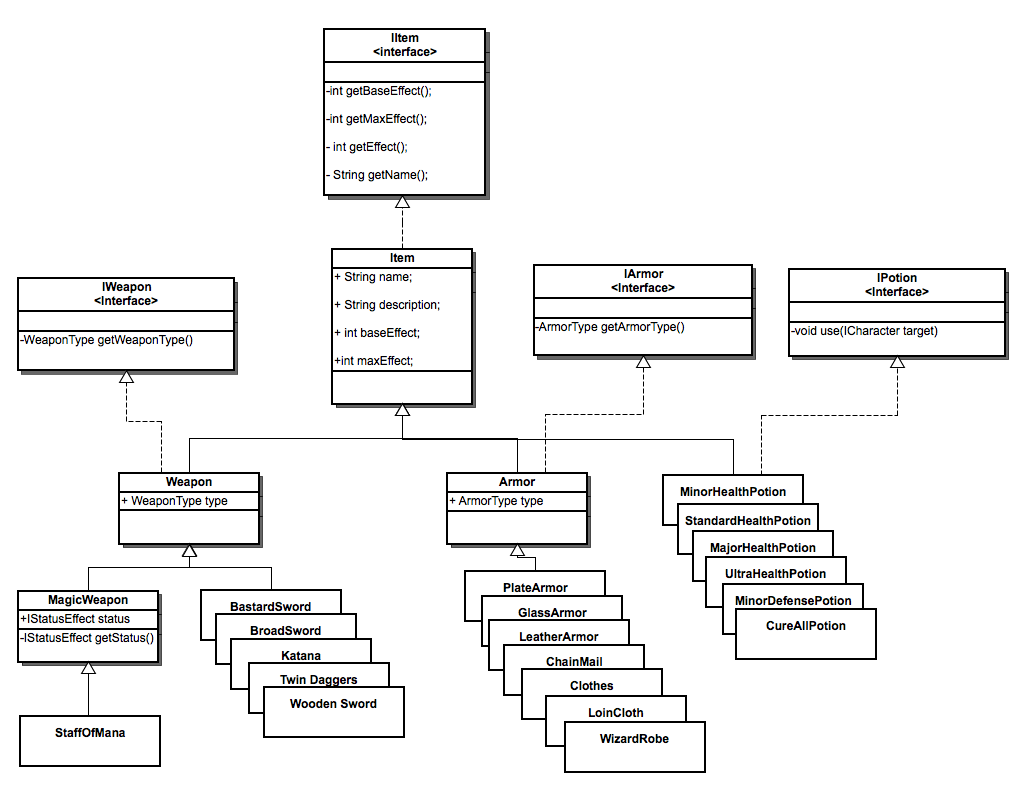 IItem
<interface>
-int getBaseEffect();
-int getMaxEffect();
- int getEffect();
- String getName();
Item
+ String name;
+ String description;
+ int baseEffect;
+int maxEffect;
IWeapon
<Interface>
-WeaponType getWeaponType()
IArmor
<Interface>
-ArmorType getArmorType()
IPotion
<Interface>
-void use(ICharacter target)
Weapon
+ WeaponType type
Armor
+ ArmorType type
MinorHealthPotion
StandardHealthPotion
MajorHealthPotion
UltraHealthPotion
MinorDefensePotion
CureAllPotion
MagicWeapon
+IStatusEffect status
-IStatusEffect getStatus()
BastardSword
BroadSword
Katana
Twin Daggers
Wooden Sword
PlateArmor
GlassArmor
LeatherArmor
ChainMail
Clothes
LoinCloth
WizardRobe
StaffOfMana